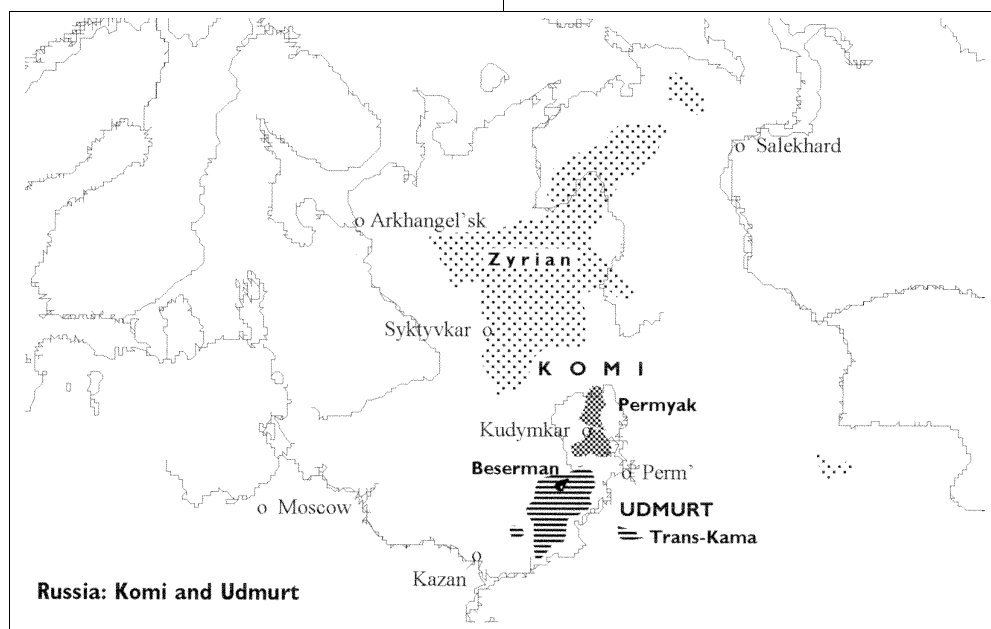 o Salekhard
o Arkhangel'sk
Zyrian
Syktyvkar o
KOMI
Permyak
Kudymkar o
Beserman
o Perm'
o Moscow
UDMURT
Trans-Kama
o
Kazan
Russia: Komi and Udmurt